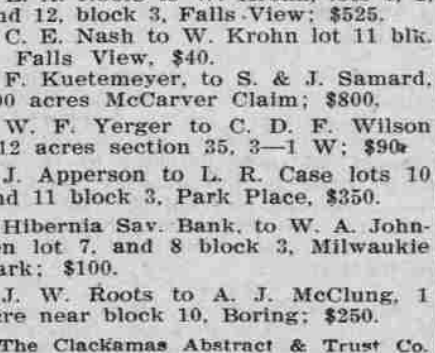 nd 12, block 3, Falls View; $525.
C. E. Nash to W. Krohn lot 11 blk.
Falls View, $40.
F. Kuetemeyer, to S. & J. Samard,
00 acres McCarver Claim; $800.
W. F. Yerger to C. D. F. Wilson
12 acres section 35, 3—1 W; $90
J. Apperson to L. R. Case lots 10
nd 11 block 3, Park Place, $350.
Hibernia Sav. Bank, to W. A. John-
en lot 7, and 8 block 3, Milwaukie
ark; $100.
J. W. Roots to A. J. McClung, 1
cre near block 10, Boring; $250.
The Clackamas Abstract & Trust Co.